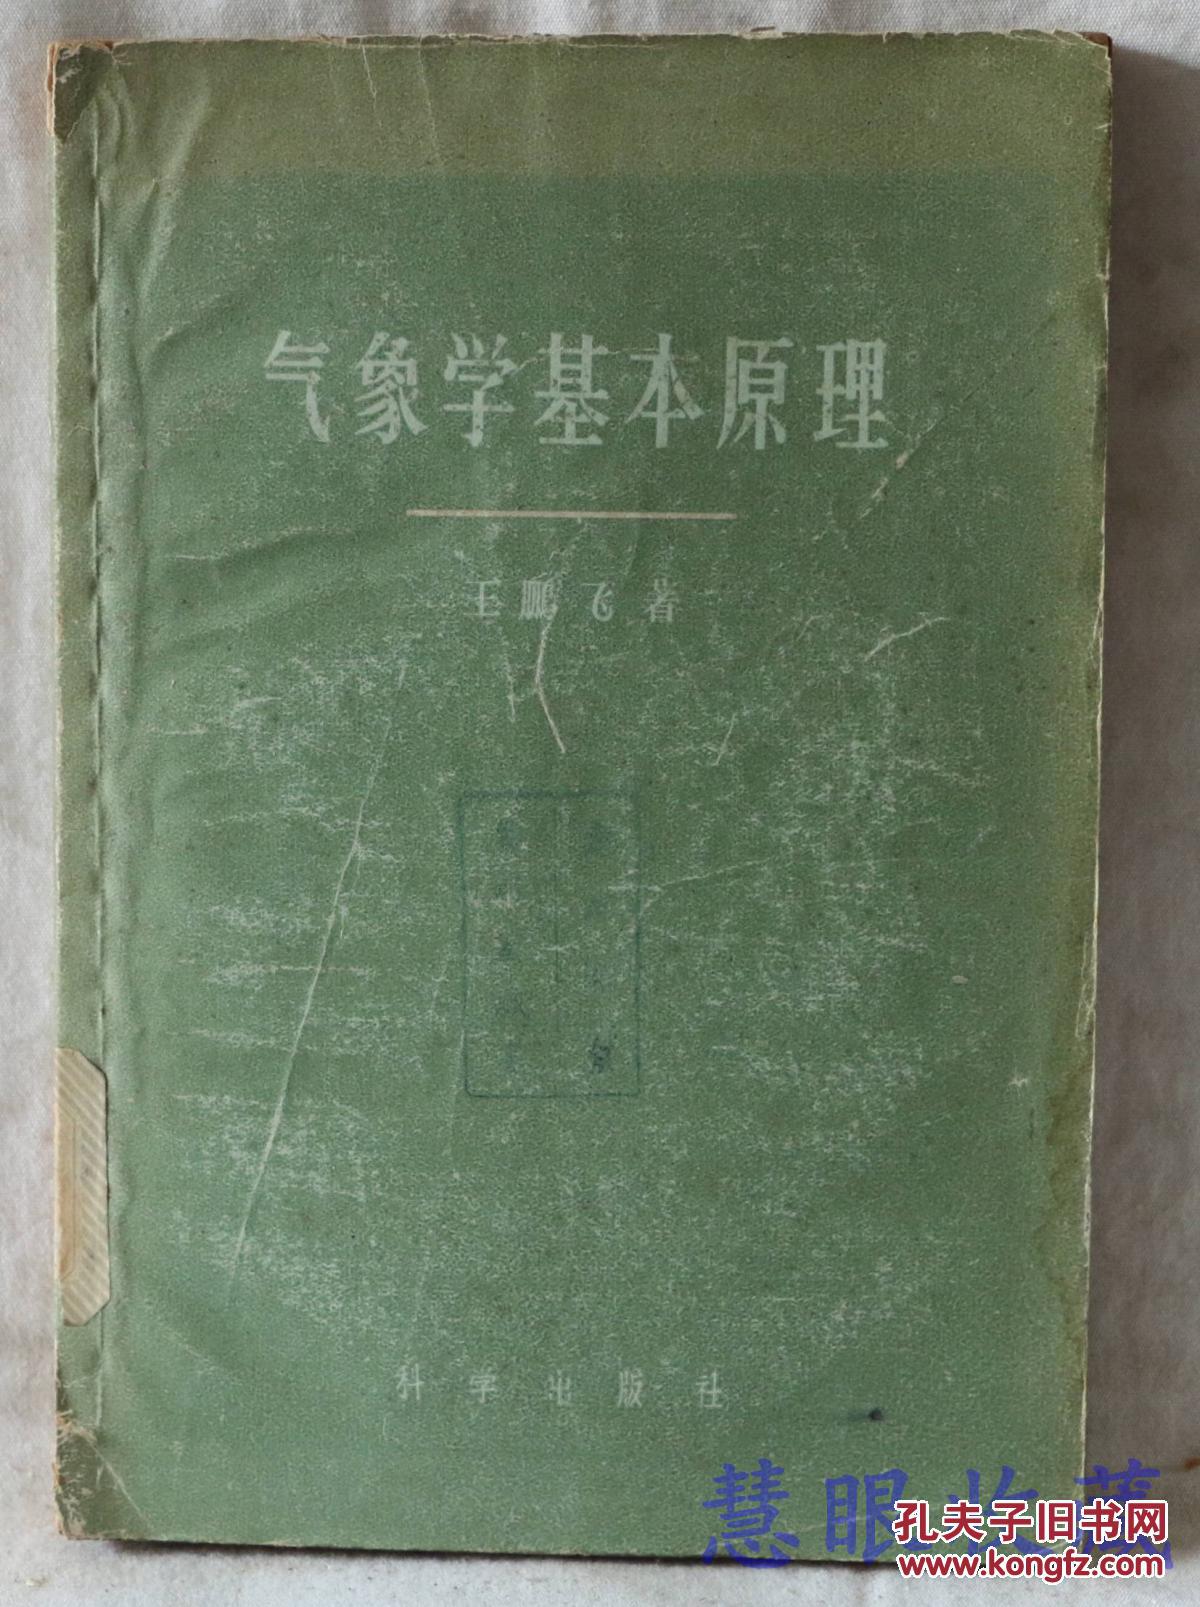 气象学基本原理
王鹏飞著
科学出版社
慧眼收藏
孔夫子旧书网
www.kongfz.com